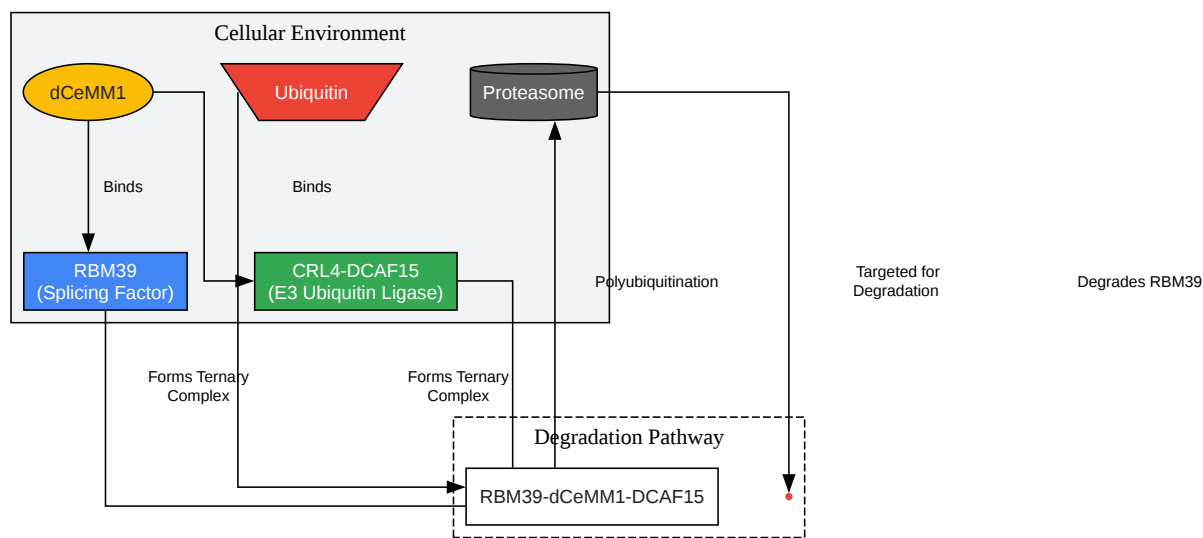 Cellular Environment
dCeMM1
Ubiquitin
Proteasome
Binds
Binds
RBM39
(Splicing Factor)
CRL4-DCAF15
(E3 Ubiquitin Ligase)
Polyubiquitination
Targeted for
Degradation
Degrades RBM39
Forms Ternary
Complex
Forms Ternary
Complex
Degradation Pathway
RBM39-dCeMM1-DCAF15